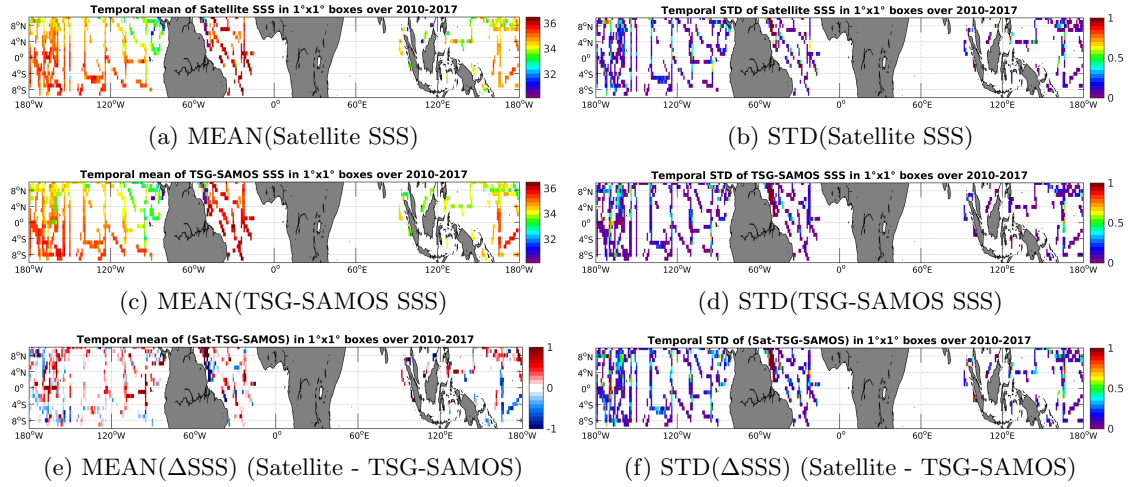 Temporal mean of Satellite SSS in 1°x1° boxes over 2010-2017
8°N
4°N
0°
4°S
8°S
180°W 120°W 60°W 0° 60°E 120°E 180°W
36
34
32
(a) MEAN(Satellite SSS)
Temporal STD of Satellite SSS in 1°x1° boxes over 2010-2017
8°N
4°N
0°
4°S
8°S
180°W 120°W 60°W 0° 60°E 120°E 180°W
1
0.5
0
(b) STD(Satellite SSS)
Temporal mean of TSG-SAMOS SSS in 1°x1° boxes over 2010-2017
8°N
4°N
0°
4°S
8°S
180°W 120°W 60°W 0° 60°E 120°E 180°W
36
34
32
(c) MEAN(TSG-SAMOS SSS)
Temporal STD of TSG-SAMOS SSS in 1°x1° boxes over 2010-2017
8°N
4°N
0°
4°S
8°S
180°W 120°W 60°W 0° 60°E 120°E 180°W
1
0.5
0
(d) STD(TSG-SAMOS SSS)
Temporal mean of (Sat-TSG-SAMOS) in 1°x1° boxes over 2010-2017
8°N
4°N
0°
4°S
8°S
180°W 120°W 60°W 0° 60°E 120°E 180°W
1
0
-1
(e) MEAN(ΔSSS) (Satellite - TSG-SAMOS)
Temporal STD of (Sat-TSG-SAMOS) in 1°x1° boxes over 2010-2017
8°N
4°N
0°
4°S
8°S
180°W 120°W 60°W 0° 60°E 120°E 180°W
1
0.5
0
(f) STD(ΔSSS) (Satellite - TSG-SAMOS)